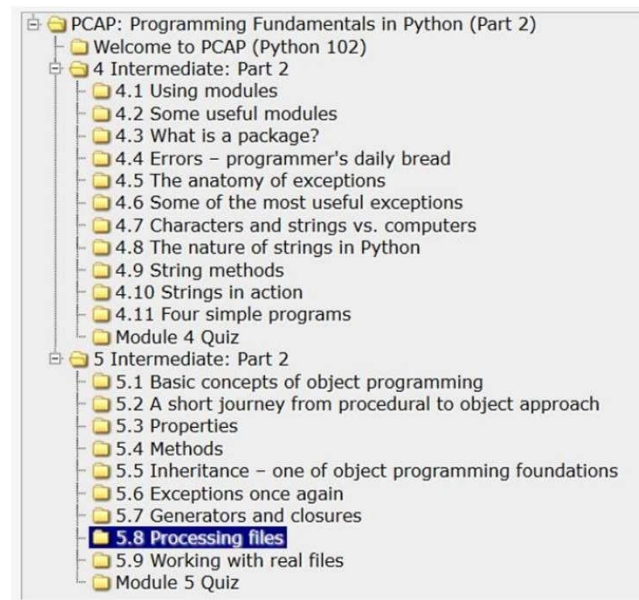 PCAP: Programming Fundamentals in Python (Part 2)
Welcome to PCAP (Python 102)
4 Intermediate: Part 2
4.1 Using modules
4.2 Some useful modules
4.3 What is a package?
4.4 Errors – programmer's daily bread
4.5 The anatomy of exceptions
4.6 Some of the most useful exceptions
4.7 Characters and strings vs. computers
4.8 The nature of strings in Python
4.9 String methods
4.10 Strings in action
4.11 Four simple programs
Module 4 Quiz
5 Intermediate: Part 2
5.1 Basic concepts of object programming
5.2 A short journey from procedural to object approach
5.3 Properties
5.4 Methods
5.5 Inheritance – one of object programming foundations
5.6 Exceptions once again
5.7 Generators and closures
5.8 Processing files
5.9 Working with real files
Module 5 Quiz